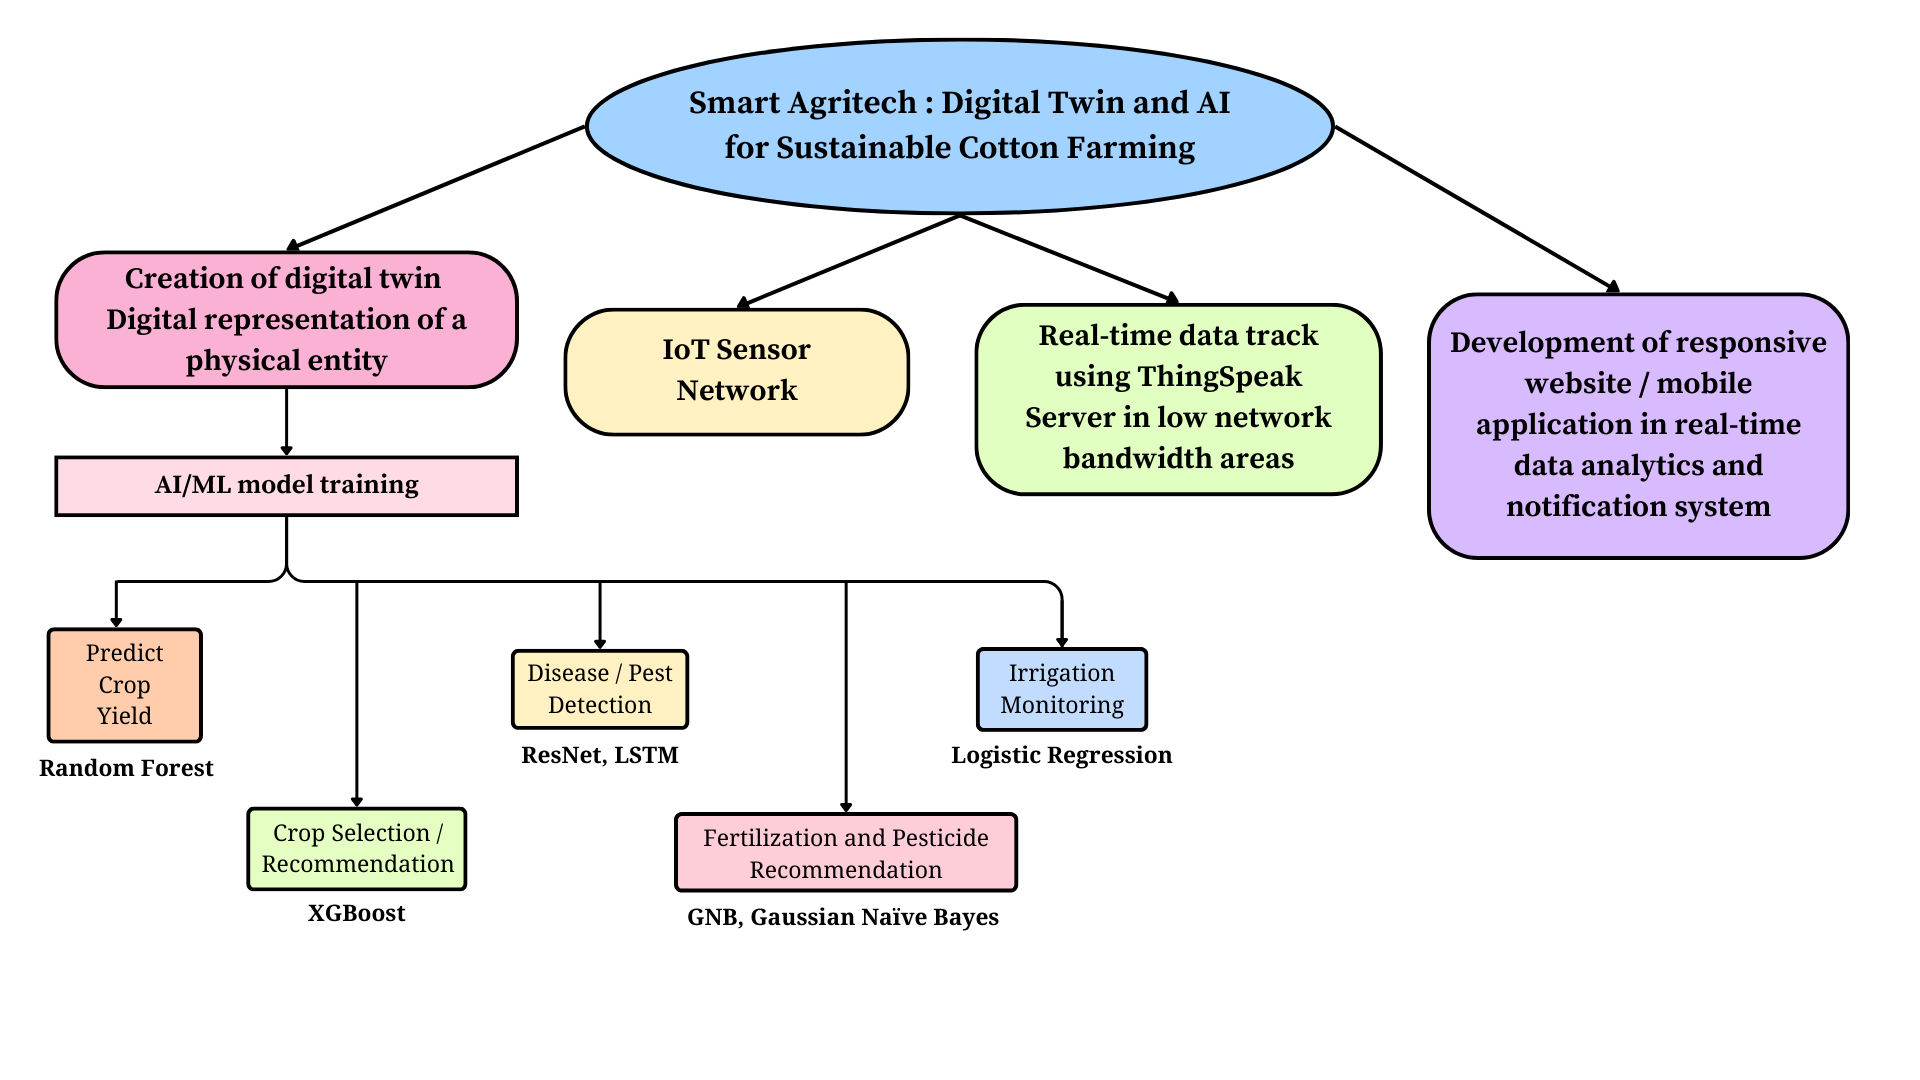 Smart Agritech : Digital Twin and AI
for Sustainable Cotton Farming
Creation of digital twin
Digital representation of a
physical entity
IoT Sensor
Network
Real-time data track
using ThingSpeak
Server in low network
bandwidth areas
Development of responsive
website / mobile
application in real-time
data analytics and
notification system
AI/ML model training
Predict
Crop
Yield
Random Forest
Crop Selection /
Recommendation
XGBoost
Disease / Pest
Detection
ResNet, LSTM
Fertilization and Pesticide
Recommendation
GNB, Gaussian Naïve Bayes
Irrigation
Monitoring
Logistic Regression